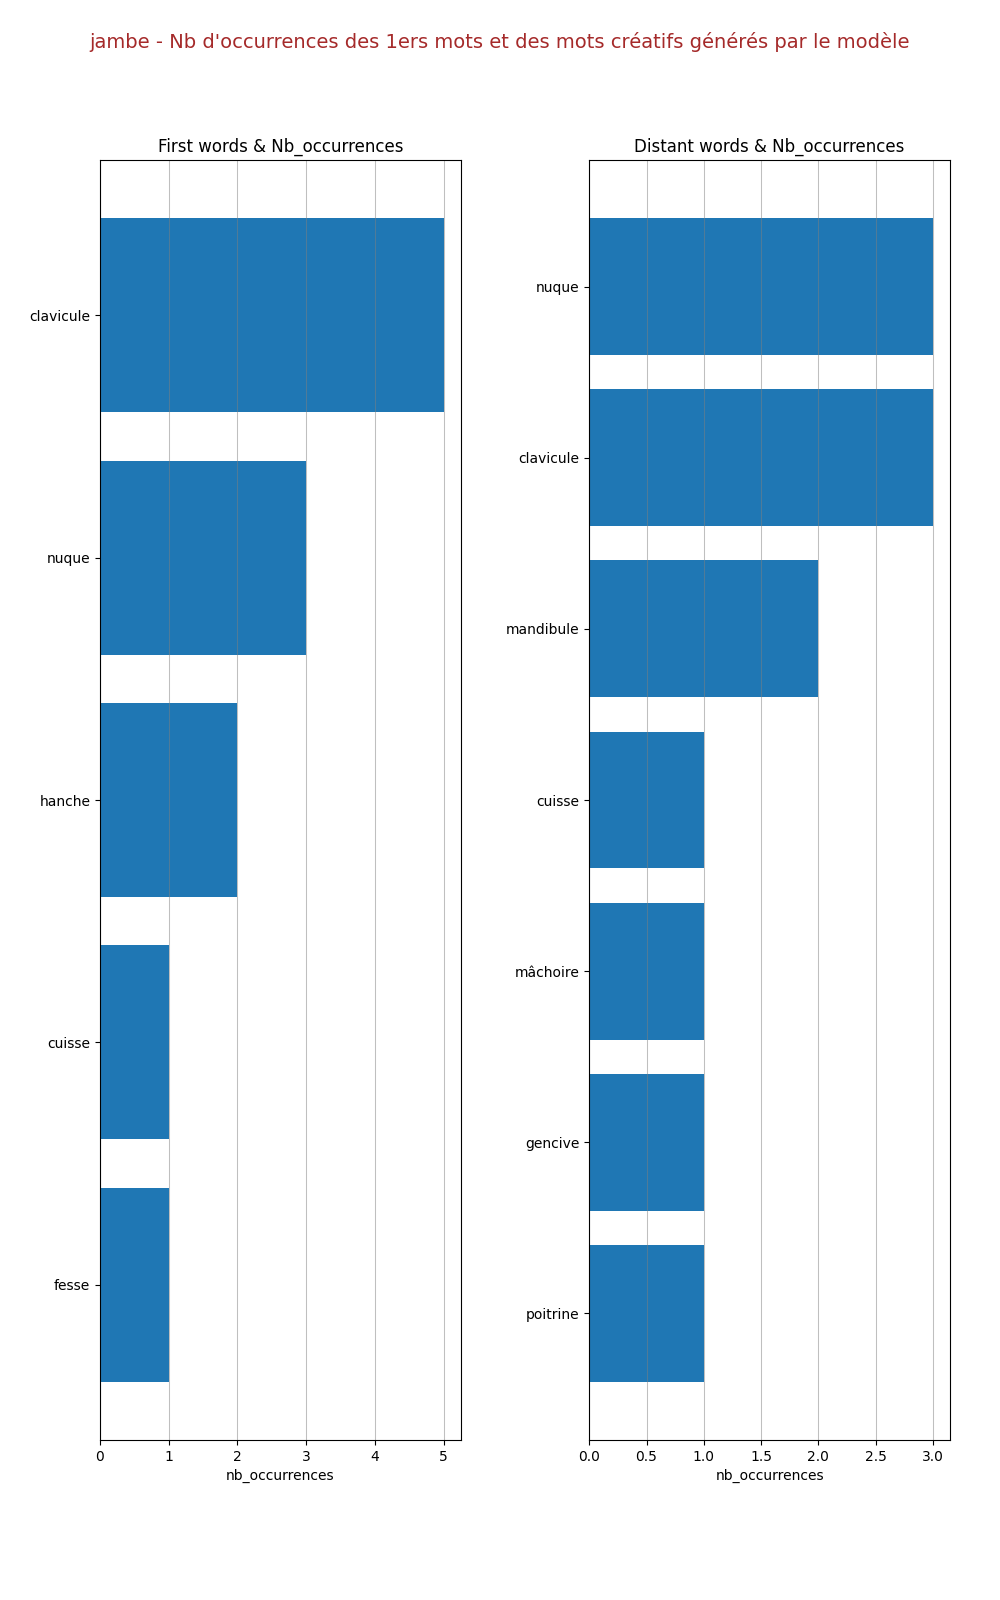 jambe - Nb d'occurrences des 1ers mots et des mots créatifs générés par le modèle
First words & Nb_occurrences
clavicule
nuque
hanche
cuisse
fesse
0 1 2 3 4 5
nb_occurrences
Distant words & Nb_occurrences
nuque
clavicule
mandibule
cuisse
mâchoire
gencive
poitrine
0.0 0.5 1.0 1.5 2.0 2.5 3.0
nb_occurrences